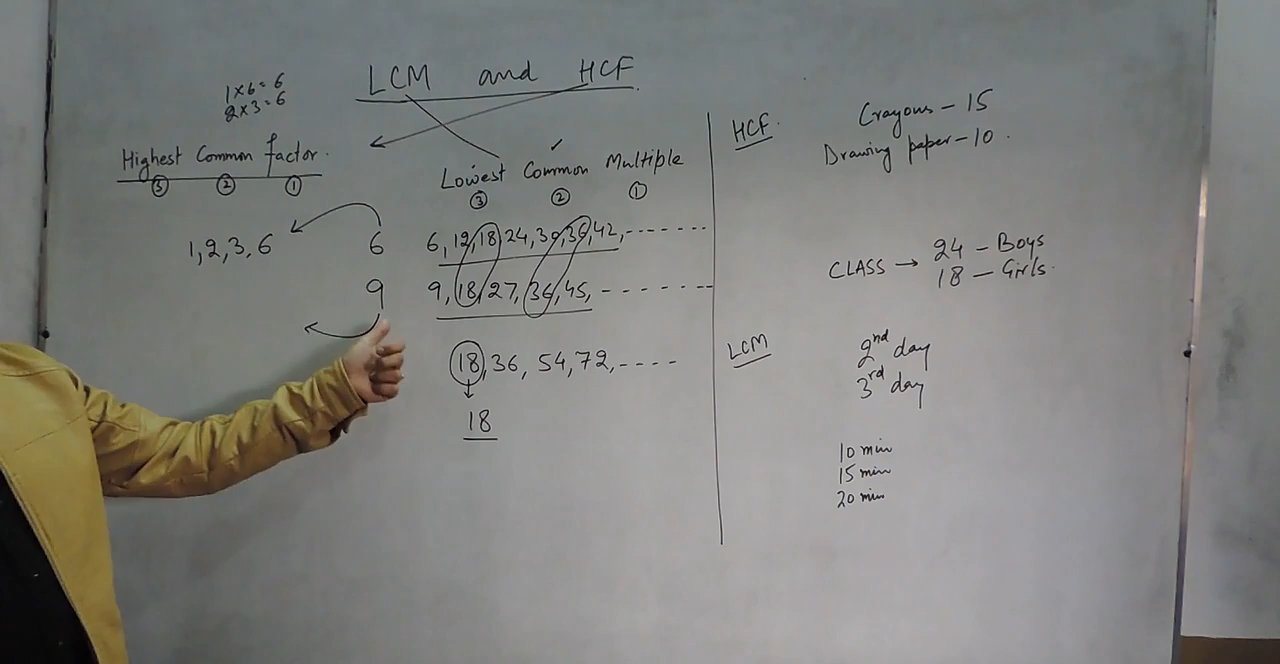 LCM and HCF
1×6=6
2×3=6
Highest Common factor.
③ ② ①
Lowest Common Multiple
③ ② ①
1,2,3,6
6
6,12,18,24,30,36,42,-------
9
9,18,27,36,45,--------
18,36,54,72,----
18
HCF.
Crayons - 15
Drawing paper - 10.
CLASS → 24 - Boys
18 - Girls.
LCM
2nd day
3rd day
10 min
15 min
20 min